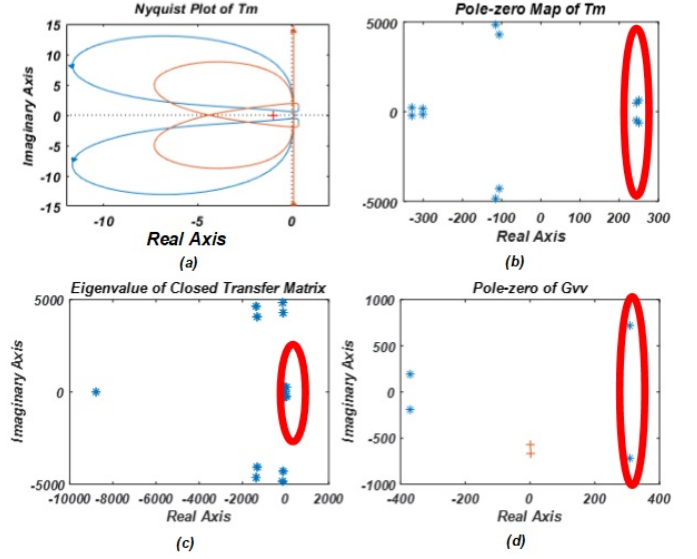 Nyquist Plot of Tm
15
10
5
0
-5
-10
-15
Imaginary Axis
-10
-5
0
Real Axis
(a)
Pole-zero Map of Tm
5000
0
-5000
Imaginary Axis
-300
-200
-100
0
100
200
300
Real Axis
(b)
Eigenvalue of Closed Transfer Matrix
5000
0
-5000
Imaginary Axis
-10000
-8000
-6000
-4000
-2000
0
2000
Real Axis
(c)
Pole-zero of Gvv
1000
500
0
-500
-1000
Imaginary Axis
-400
-200
0
200
400
Real Axis
(d)